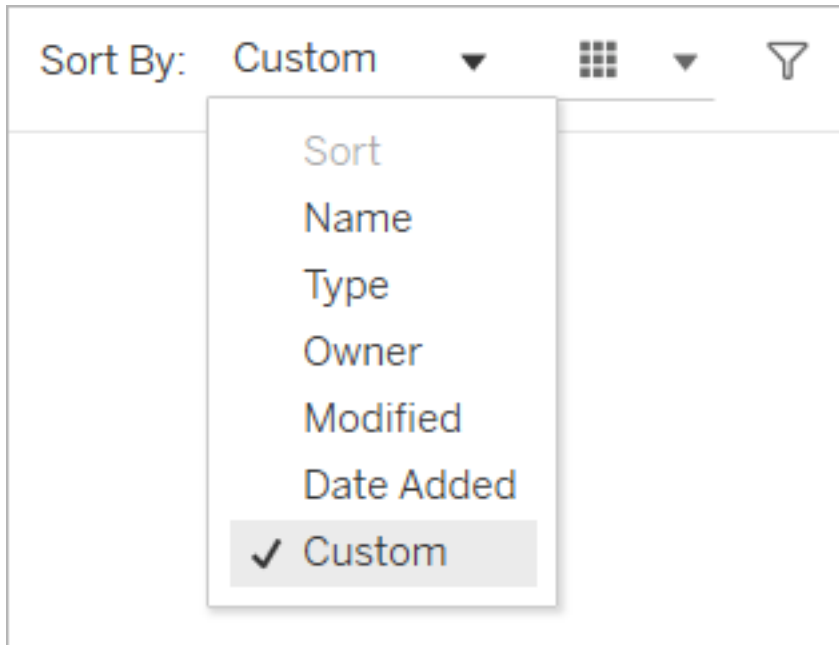 Sort By: Custom
Sort
Name
Type
Owner
Modified
Date Added
Custom